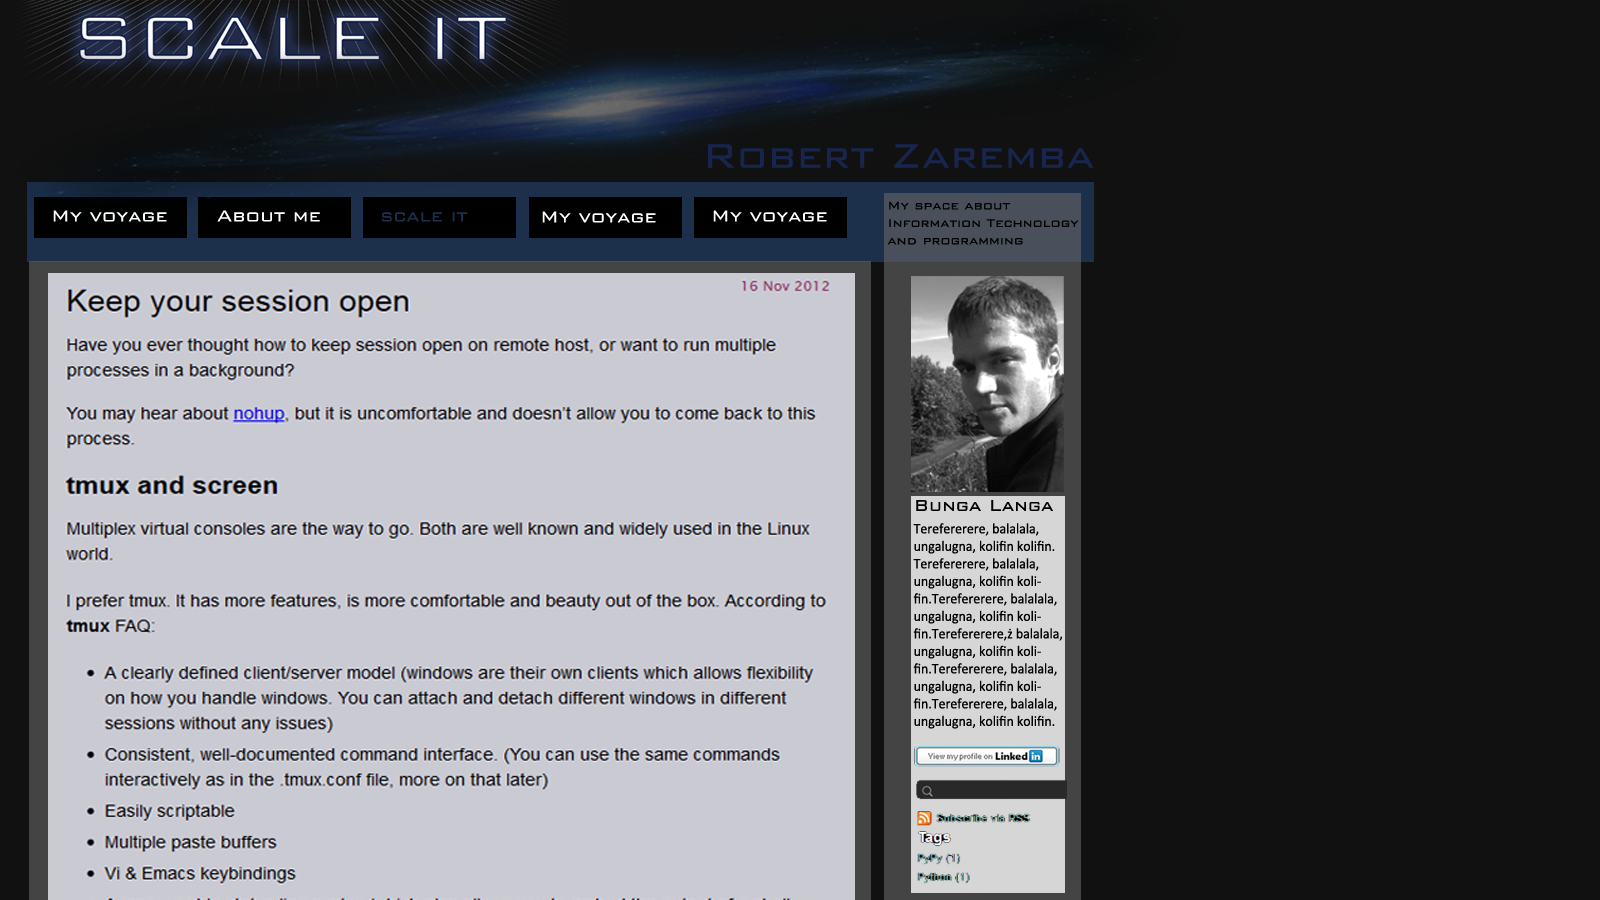 SCALE IT
ROBERT ZAREMBA
MY VOYAGE
ABOUT ME
SCALE IT
MY VOYAGE
MY VOYAGE
MY SPACE ABOUT
INFORMATION TECHNOLOGY
AND PROGRAMMING
16 Nov 2012
Keep your session open
Have you ever thought how to keep session open on remote host, or want to run multiple
processes in a background?
You may hear about nohup, but it is uncomfortable and doesn't allow you to come back to this
process.
tmux and screen
Multiplex virtual consoles are the way to go. Both are well known and widely used in the Linux
world.
I prefer tmux. It has more features, is more comfortable and beauty out of the box. According to
tmux FAQ:
• A clearly defined client/server model (windows are their own clients which allows flexibility
on how you handle windows. You can attach and detach different windows in different
sessions without any issues)
• Consistent, well-documented command interface. (You can use the same commands
interactively as in the .tmux.conf file, more on that later)
• Easily scriptable
• Multiple paste buffers
• Vi & Emacs keybindings
BUNGA LANGA
Terefererere, balalala,
ungalugna, kolifin kolifin.
Terefererere, balalala,
ungalugna, kolifin koli-
fin.Terefererere, balalala,
ungalugna, kolifin koli-
fin.Terefererere,ż balalala,
ungalugna, kolifin koli-
fin.Terefererere, balalala,
ungalugna, kolifin koli-
fin.Terefererere, balalala,
ungalugna, kolifin kolifin.
View my profile on Linked in
Subscribe via RSS
Tags
PyPy (1)
Python (1)